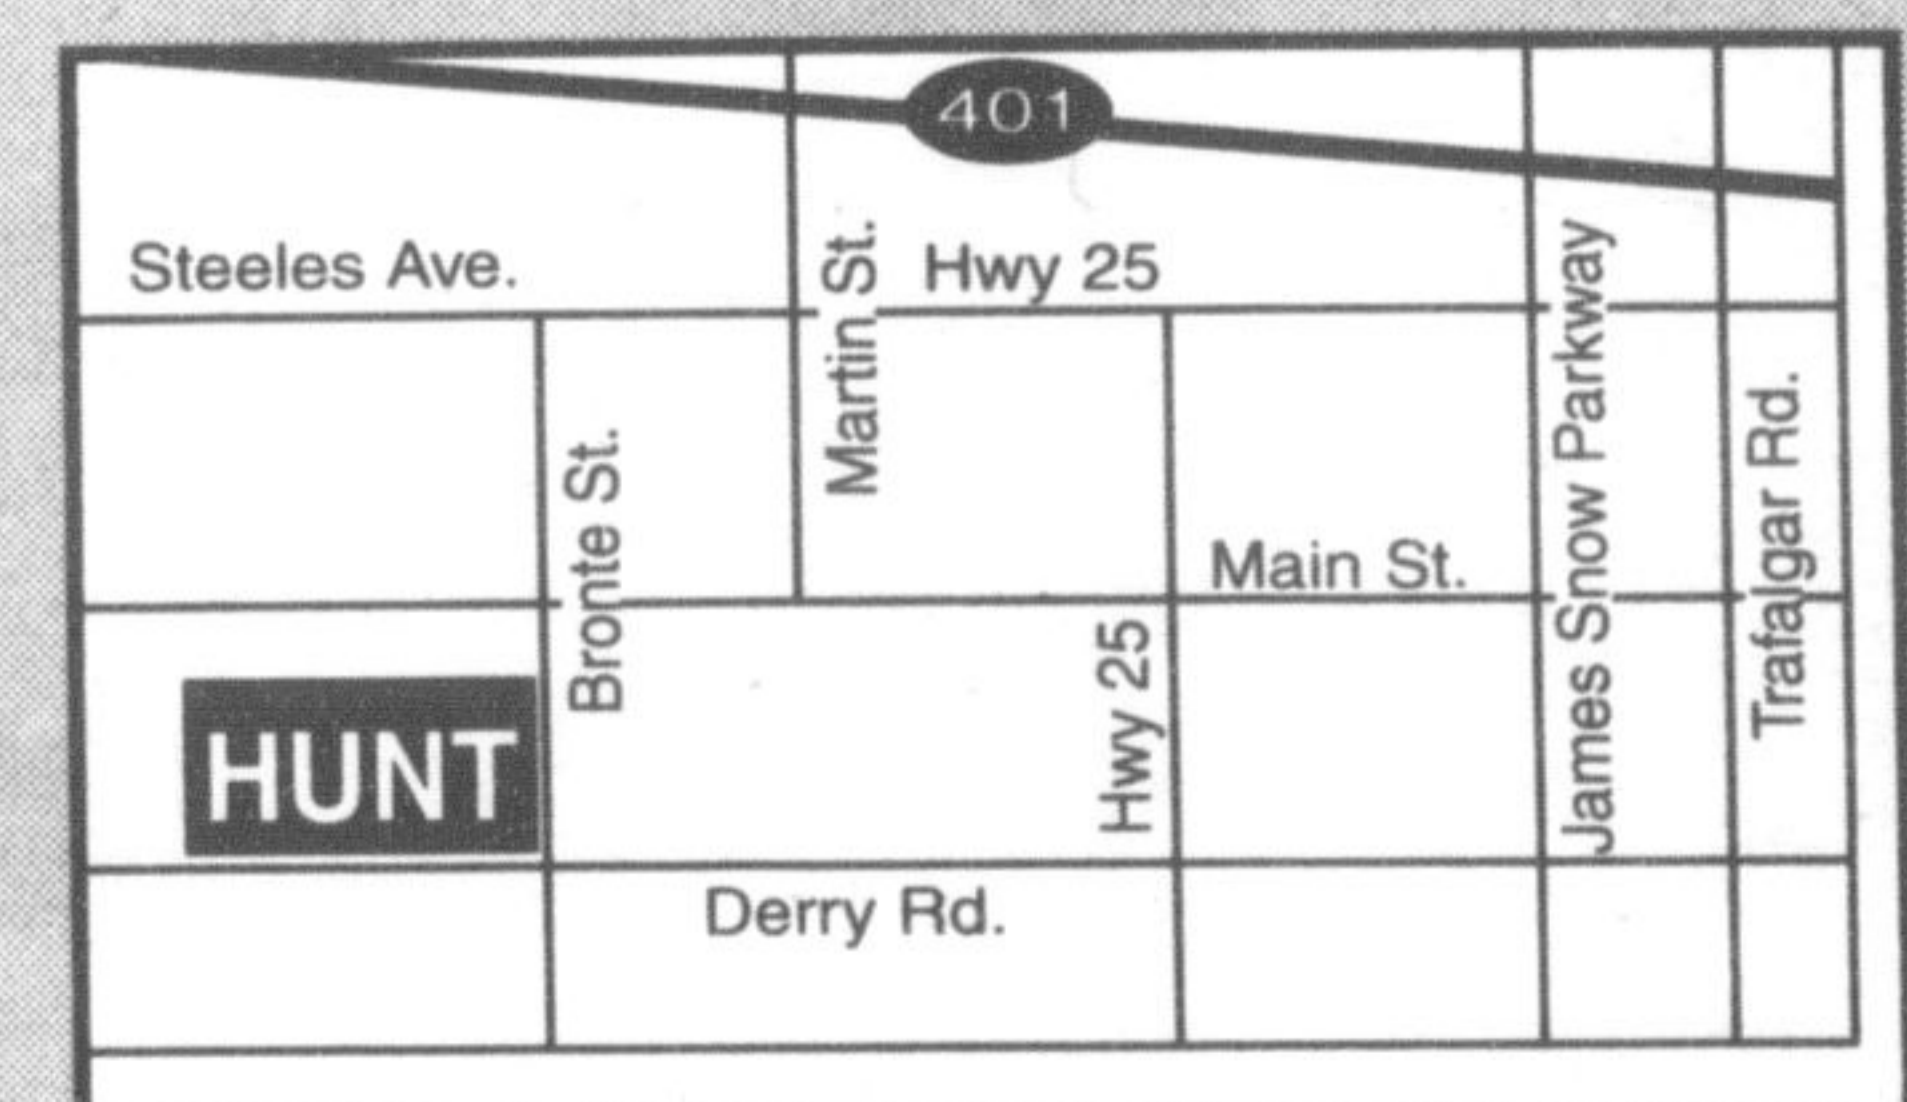 401
Steeles Ave.
Martin St.
Hwy 25
James Snow Parkway
Trafalgar Rd.
Bronte St.
Main St.
Hwy 25
HUNT
Derry Rd.